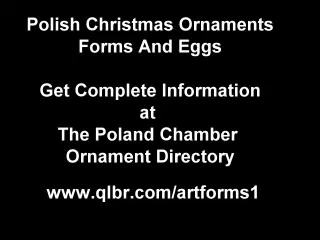 Polish Christmas Ornaments
Forms And Eggs
Get Complete Information
at
The Poland Chamber
Ornament Directory
www.qlbr.com/artforms1